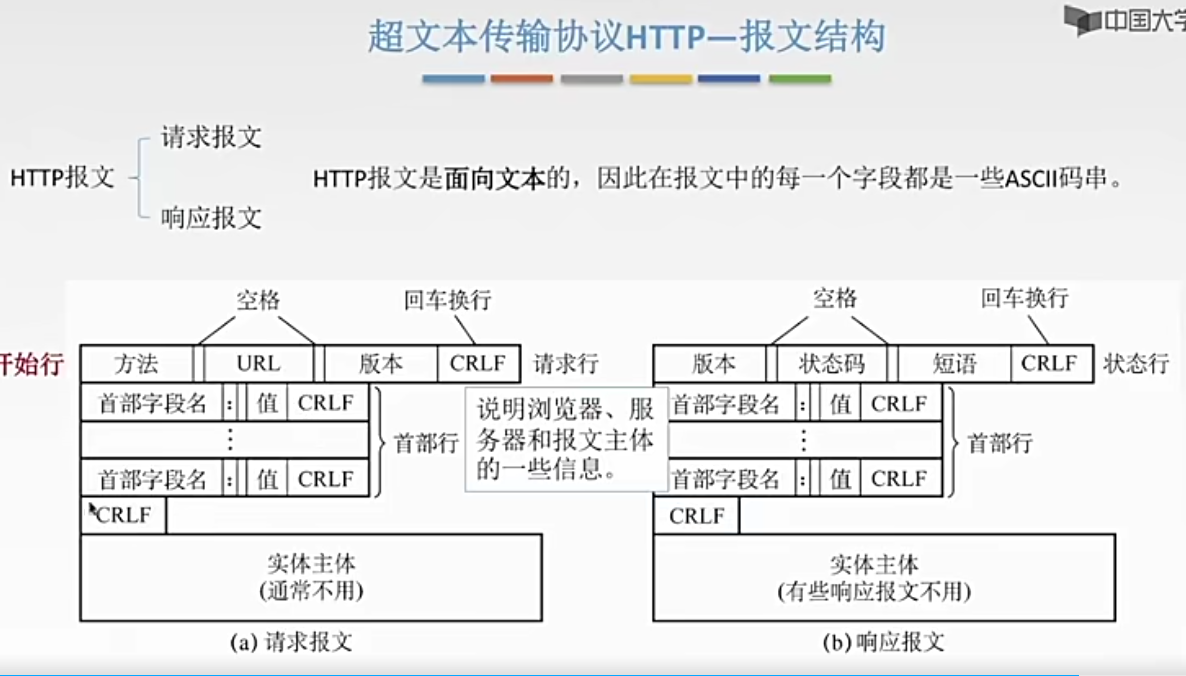 中国大学
超文本传输协议HTTP—报文结构
请求报文
HTTP报文
HTTP报文是面向文本的，因此在报文中的每一个字段都是一些ASCII码串。
响应报文
空格 回车换行
开始行 方法 URL 版本 CRLF 请求行
首部字段名 : 值 CRLF
⋮ 首部行
首部字段名 : 值 CRLF
CRLF
实体主体
(通常不用)
(a) 请求报文
说明浏览器、服
务器和报文主体
的一些信息。
空格 回车换行
版本 状态码 短语 CRLF 状态行
首部字段名 : 值 CRLF
⋮ 首部行
首部字段名 : 值 CRLF
CRLF
实体主体
(有些响应报文不用)
(b) 响应报文